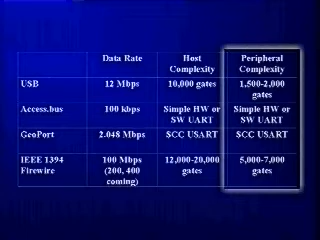 Data Rate Host Complexity Peripheral Complexity
USB 12 Mbps 10,000 gates 1,500-2,000 gates
Access.bus 100 kbps Simple HW or SW UART Simple HW or SW UART
GeoPort 2.048 Mbps SCC USART SCC USART
IEEE 1394 Firewire 100 Mbps (200, 400 coming) 12,000-20,000 gates 5,000-7,000 gates